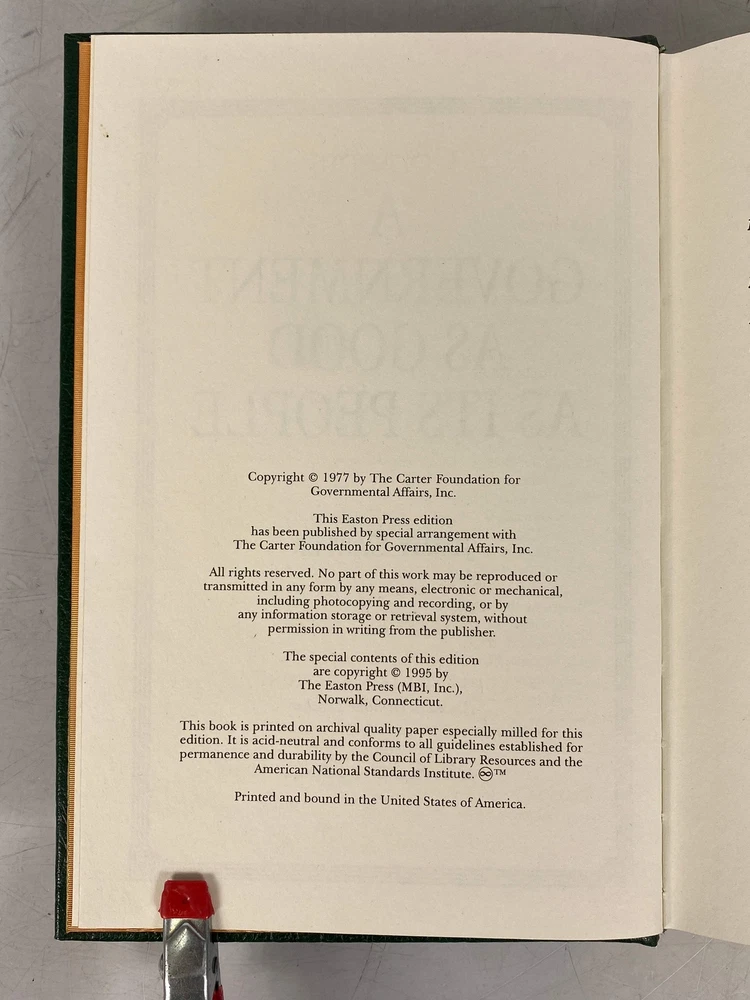 A
GOVERNMENT
AS GOOD
AS ITS PEOPLE
Copyright © 1977 by The Carter Foundation for
Governmental Affairs, Inc.
This Easton Press edition
has been published by special arrangement with
The Carter Foundation for Governmental Affairs, Inc.
All rights reserved. No part of this work may be reproduced or
transmitted in any form by any means, electronic or mechanical,
including photocopying and recording, or by
any information storage or retrieval system, without
permission in writing from the publisher.
The special contents of this edition
are copyright © 1995 by
The Easton Press (MBI, Inc.),
Norwalk, Connecticut.
This book is printed on archival quality paper especially milled for this
edition. It is acid-neutral and conforms to all guidelines established for
permanence and durability by the Council of Library Resources and the
American National Standards Institute. ♾™
Printed and bound in the United States of America.